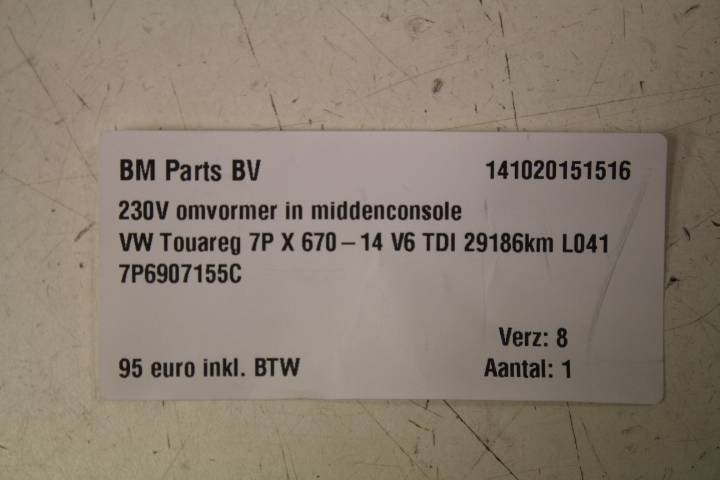 BM Parts BV 141020151516
230V omvormer in middenconsole
VW Touareg 7P X 670-14 V6 TDI 29186km L041
7P6907155C
Verz: 8
95 euro inkl. BTW Aantal: 1